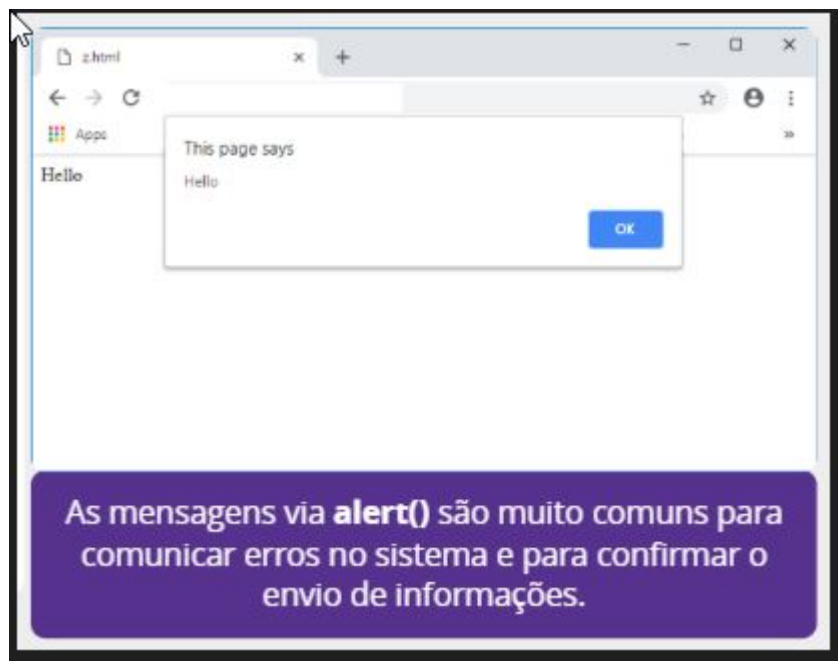 z.html
Apps
This page says
Hello
Hello
OK
As mensagens via alert() são muito comuns para
comunicar erros no sistema e para confirmar o
envio de informações.